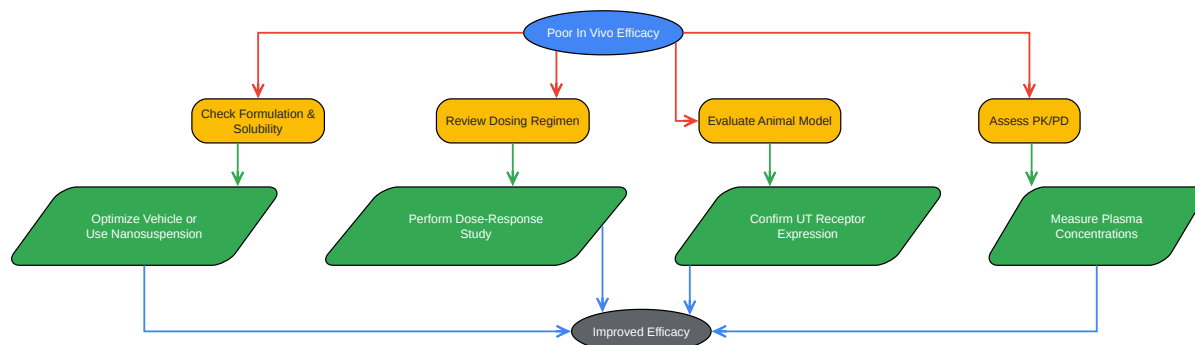 Poor In Vivo Efficacy
Check Formulation &
Solubility
Review Dosing Regimen
Evaluate Animal Model
Assess PK/PD
Optimize Vehicle or
Use Nanosuspension
Perform Dose-Response
Study
Confirm UT Receptor
Expression
Measure Plasma
Concentrations
Improved Efficacy